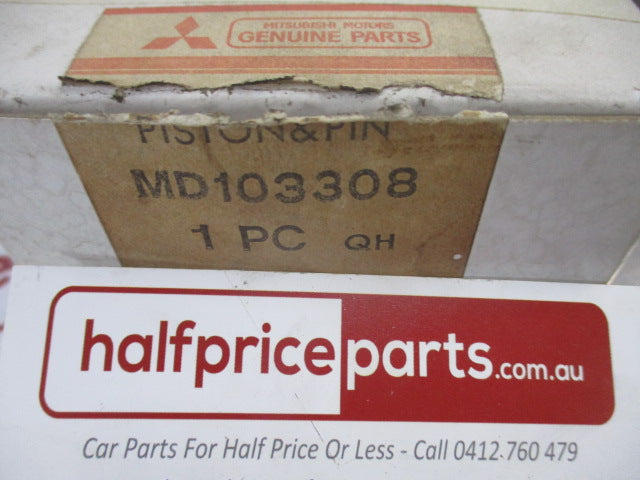 MITSUBISHI MOTORS
GENUINE PARTS
PISTON&PIN
MD103308
1 PC QH
halfpriceparts.com.au
Car Parts For Half Price Or Less - Call 0412 760 479